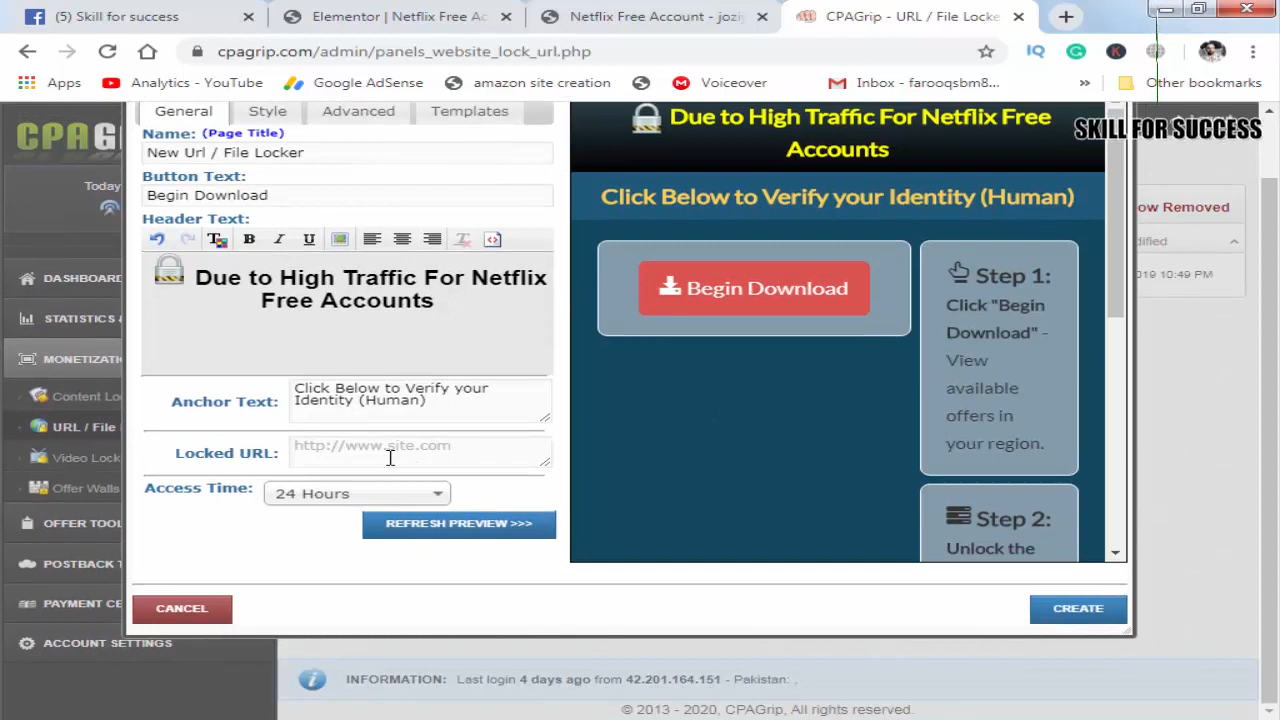 (5) Skill for success
Elementor | Netflix Free Ac
Netflix Free Account - jozi
CPAGrip - URL / File Locke
cpagrip.com/admin/panels_website_lock_url.php
Apps
Analytics - YouTube
Google AdSense
amazon site creation
Voicover
Inbox - farooqsbm8...
Other bookmarks
SKILL FOR SUCCESS
CPAG
Today
DASHBOARD
STATISTICS &
MONETIZATI
Content Lo
URL / File
Video Lock
Offer Walls
OFFER TOOL
POSTBACK T
PAYMENT CE
ACCOUNT SETTINGS
General
Style
Advanced
Templates
Name: (Page Title)
New Url / File Locker
Button Text:
Begin Download
Header Text:
B I U
Due to High Traffic For Netflix
Free Accounts
Anchor Text:
Click Below to Verify your
Identity (Human)
Locked URL:
http://www.site.com
Access Time:
24 Hours
REFRESH PREVIEW >>>
CANCEL
CREATE
Due to High Traffic For Netflix Free
Accounts
Click Below to Verify your Identity (Human)
Begin Download
Step 1:
Click "Begin
Download" -
View
available
offers in
your region.
Step 2:
Unlock the
ow Removed
dified
019 10:49 PM
INFORMATION: Last login 4 days ago from 42.201.164.151 - Pakistan: .
© 2013 - 2020, CPAGrip, All rights reserved.